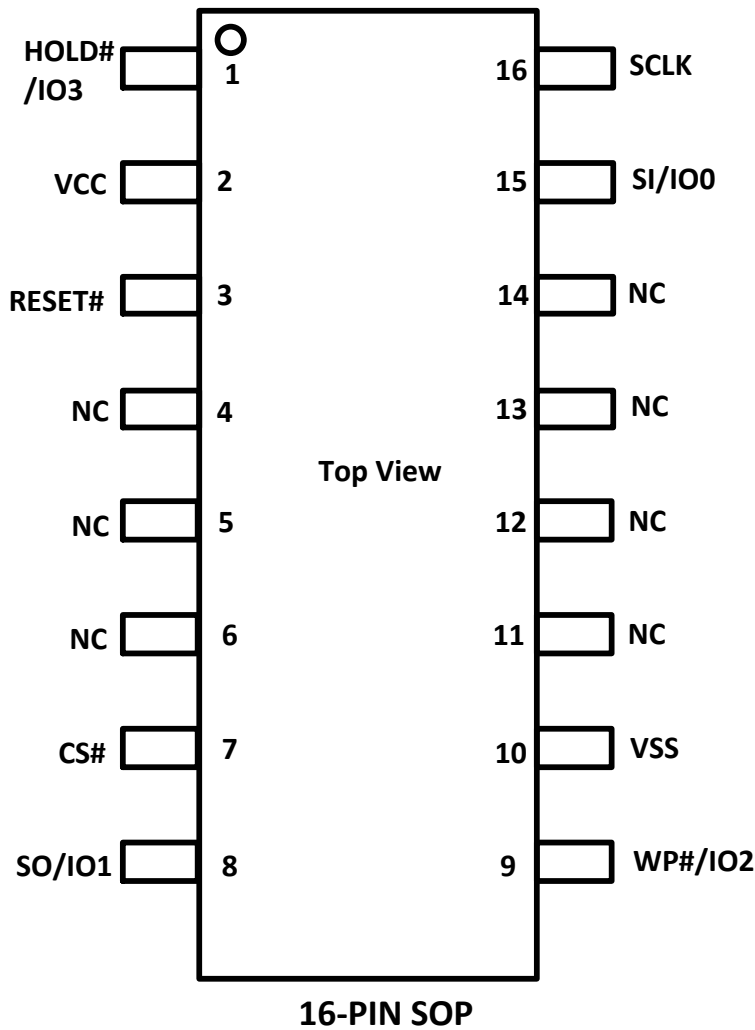 HOLD#
/IO3
1
16
SCLK
VCC
2
15
SI/IO0
RESET#
3
14
NC
NC
4
13
NC
Top View
NC
5
12
NC
NC
6
11
NC
CS#
7
10
VSS
SO/IO1
8
9
WP#/IO2
16-PIN SOP